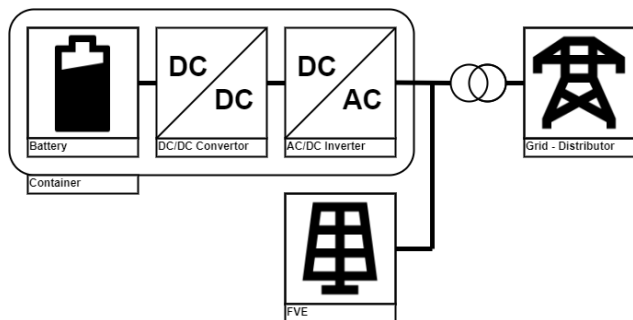 DC
DC
DC
AC
Battery
DC/DC Convertor
AC/DC Inverter
Grid - Distributor
Container
FVE